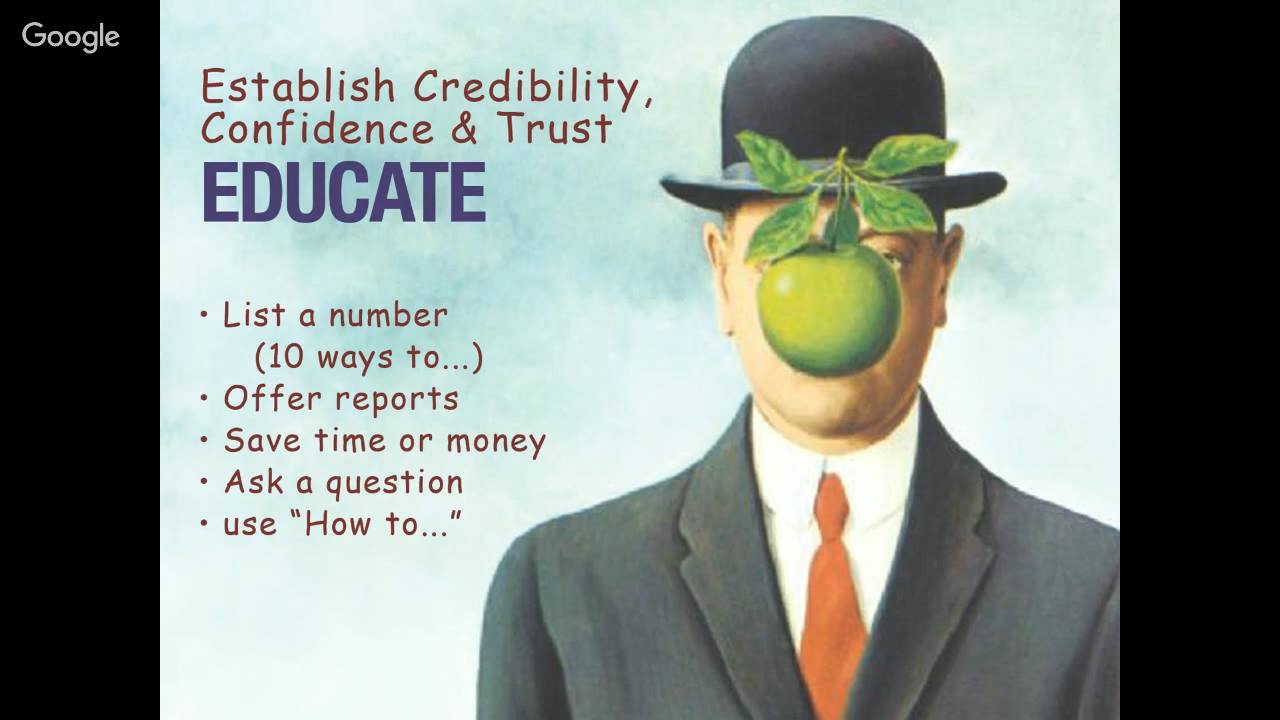 Google
Establish Credibility,
Confidence & Trust
EDUCATE
• List a number
(10 ways to...)
• Offer reports
• Save time or money
• Ask a question
• use “How to...”